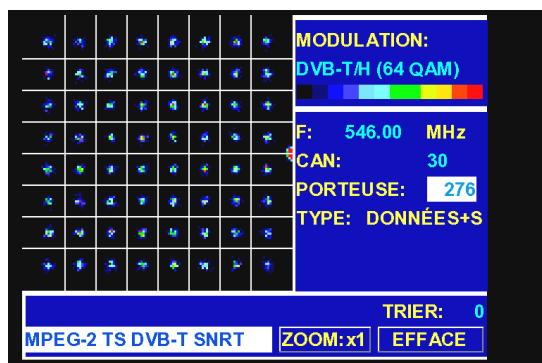 MODULATION:
DVB-T/H (64 QAM)
F: 546.00 MHz
CAN: 30
PORTEUSE: 276
TYPE: DONNÉES+S
TRIER: 0
MPEG-2 TS DVB-T SNRT ZOOM:x1 EFFACE